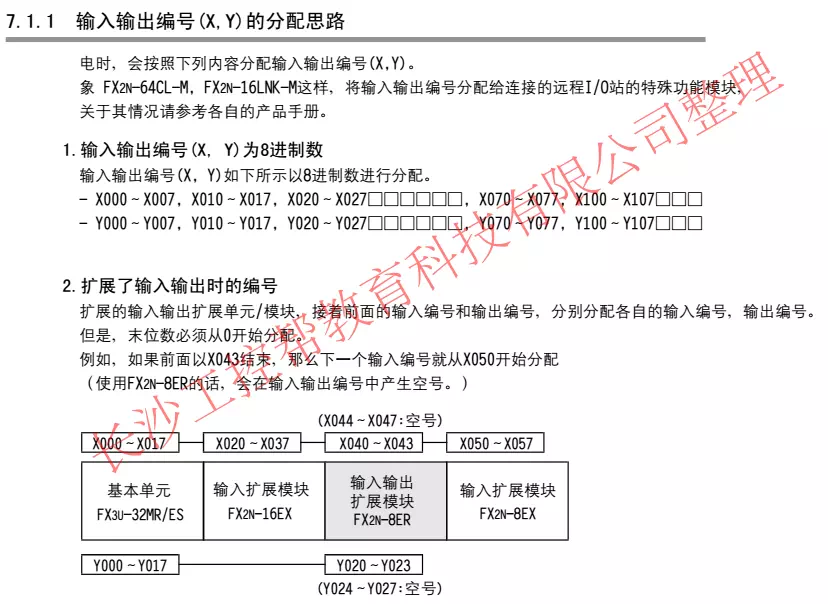 7.1.1 输入输出编号(X,Y)的分配思路
电时，会按照下列内容分配输入输出编号(X,Y)。
象 FX2N-64CL-M，FX2N-16LNK-M这样，将输入输出编号分配给连接的远程I/O站的特殊功能模块，
关于其情况请参考各自的产品手册。
1.输入输出编号(X, Y)为8进制数
输入输出编号(X, Y)如下所示以8进制数进行分配。
- X000～X007，X010～X017，X020～X027□□□□□□，X070～X077，X100～X107□□□
- Y000～Y007，Y010～Y017，Y020～Y027□□□□□□，Y070～Y077，Y100～Y107□□□
2.扩展了输入输出时的编号
扩展的输入输出扩展单元/模块，接着前面的输入编号和输出编号，分别分配各自的输入编号，输出编号。
但是，末位数必须从0开始分配。
例如，如果前面以X043结束，那么下一个输入编号就从X050开始分配
（使用FX2N-8ER的话，会在输入输出编号中产生空号。）
(X044～X047:空号)
X000～X017 X020～X037 X040～X043 X050～X057
基本单元
FX3U-32MR/ES
输入扩展模块
FX2N-16EX
输入输出
扩展模块
FX2N-8ER
输入扩展模块
FX2N-8EX
Y000～Y017 Y020～Y023
(Y024～Y027:空号)
长沙工控帮教育科技有限公司整理